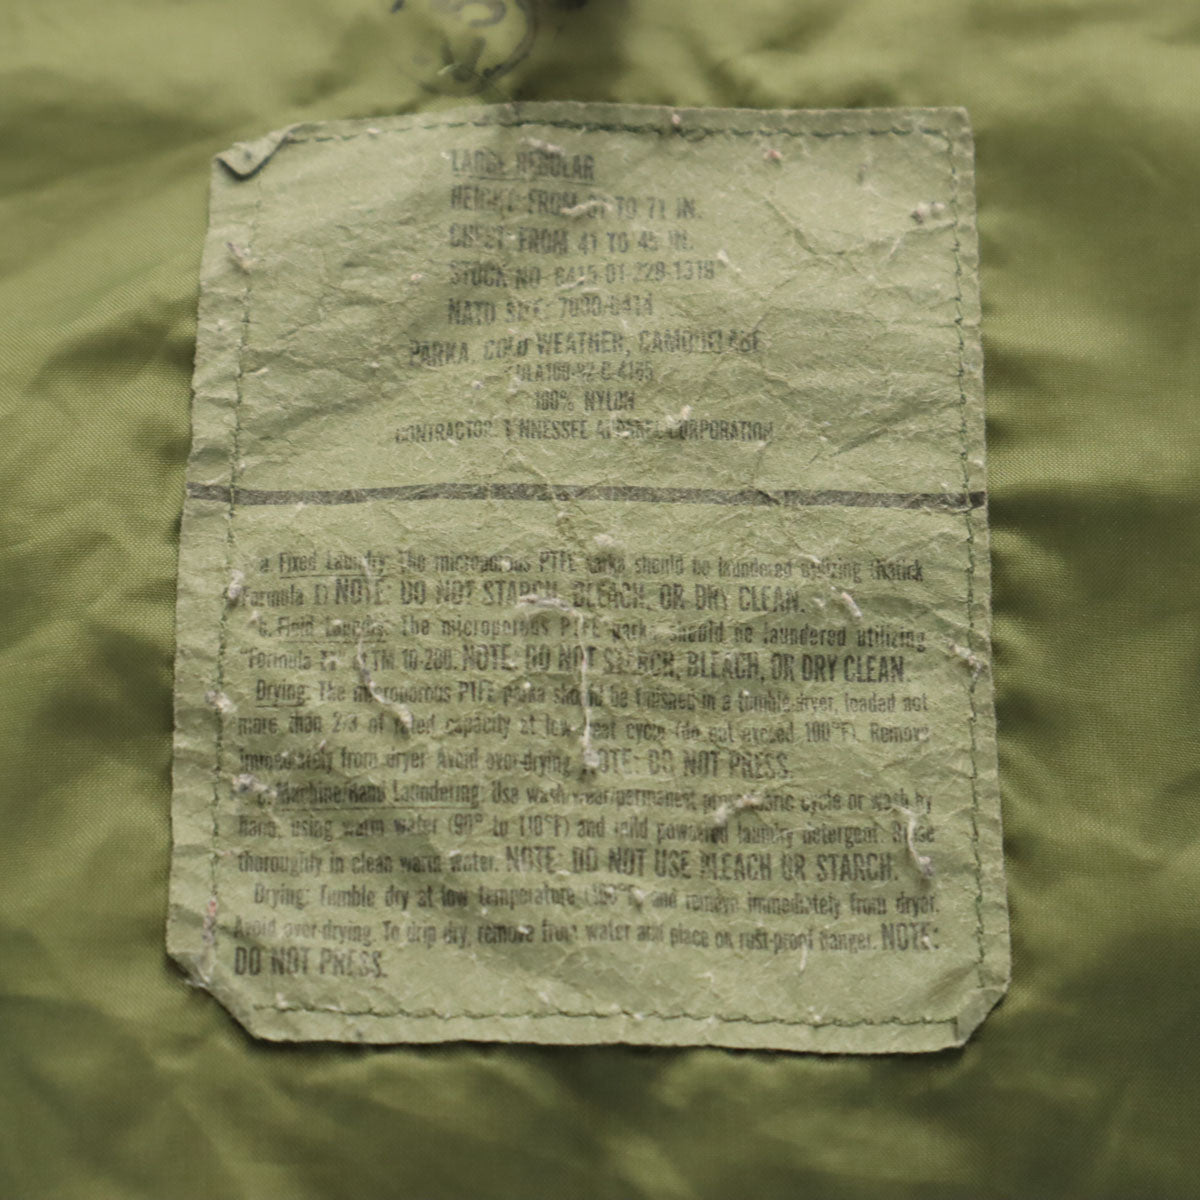 LARGE REGULAR
HEIGHT: FROM 67 TO 71 IN.
CHEST: FROM 41 TO 45 IN.
STOCK NO. 8415-01-228-1318
NATO SIZE: 7080/0414
PARKA, COLD WEATHER, CAMOUFLAGE
100% NYLON
CONTRACTOR: TENNESSEE APPAREL CORPORATION
a. Fixed Laundry: The microporous PTFE parka should be laundered utilizing (Natick
Formula 1) NOTE: DO NOT STARCH, BLEACH, OR DRY CLEAN.
b. Field Laundry: The microporous PTFE parka should be laundered utilizing
"Formula II" TM 10-280. NOTE: DO NOT STARCH, BLEACH, OR DRY CLEAN.
Drying: The microporous PTFE parka should be finished in a tumble dryer, loaded not
more than 2/3 of rated capacity at low heat cycle (do not exceed 100°F). Remove
immediately from dryer Avoid over-drying. NOTE: DO NOT PRESS.
c. Machine/Hand Laundering: Use wash/wear/permanent press fabric cycle or wash by
hand, using warm water (90° to 110°F) and mild powdered laundry detergent. Rinse
thoroughly in clean warm water. NOTE: DO NOT USE BLEACH OR STARCH.
Drying: Tumble dry at low temperature and remove immediately from dryer.
Avoid over-drying. To drip dry, remove from water and place on rust-proof hanger. NOTE:
DO NOT PRESS.